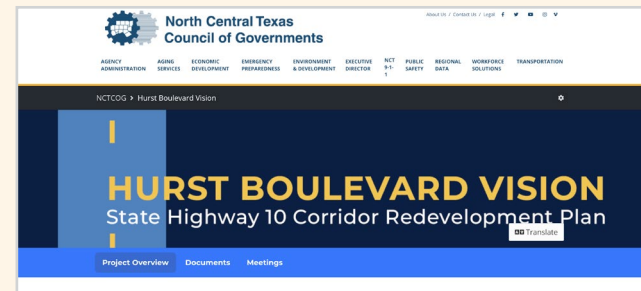 About Us / Contact Us / Legal
North Central Texas
Council of Governments
AGENCY ADMINISTRATION
AGING SERVICES
ECONOMIC DEVELOPMENT
EMERGENCY PREPAREDNESS
ENVIRONMENT & DEVELOPMENT
EXECUTIVE DIRECTOR
NCT 9-1-1
PUBLIC SAFETY
REGIONAL DATA
WORKFORCE SOLUTIONS
TRANSPORTATION
NCTCOG > Hurst Boulevard Vision
HURST BOULEVARD VISION
State Highway 10 Corridor Redevelopment Plan
Translate
Project Overview Documents Meetings